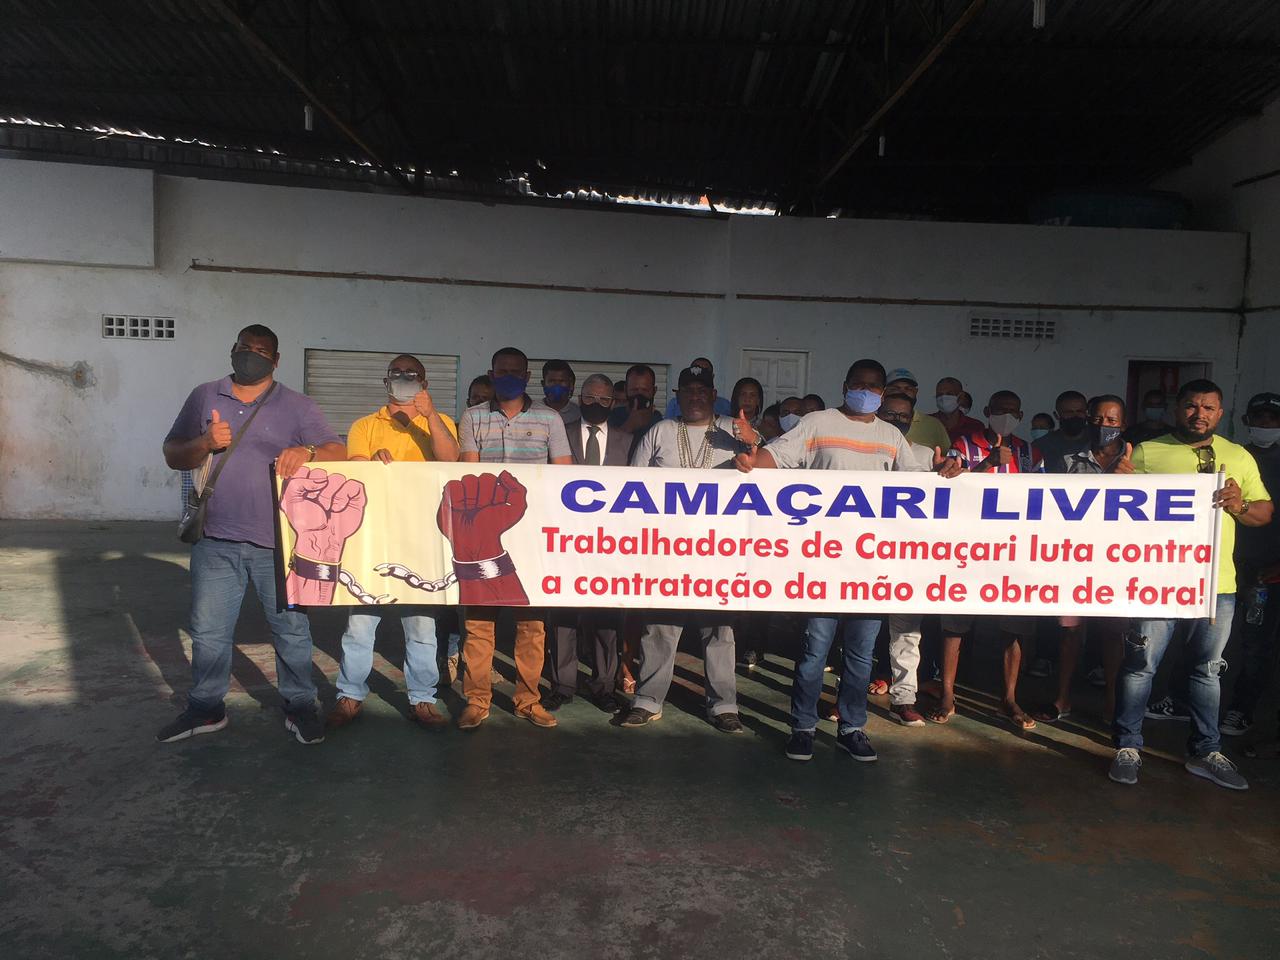 CAMAÇARI LIVRE
Trabalhadores de Camaçari luta contra
a contratação da mão de obra de fora!